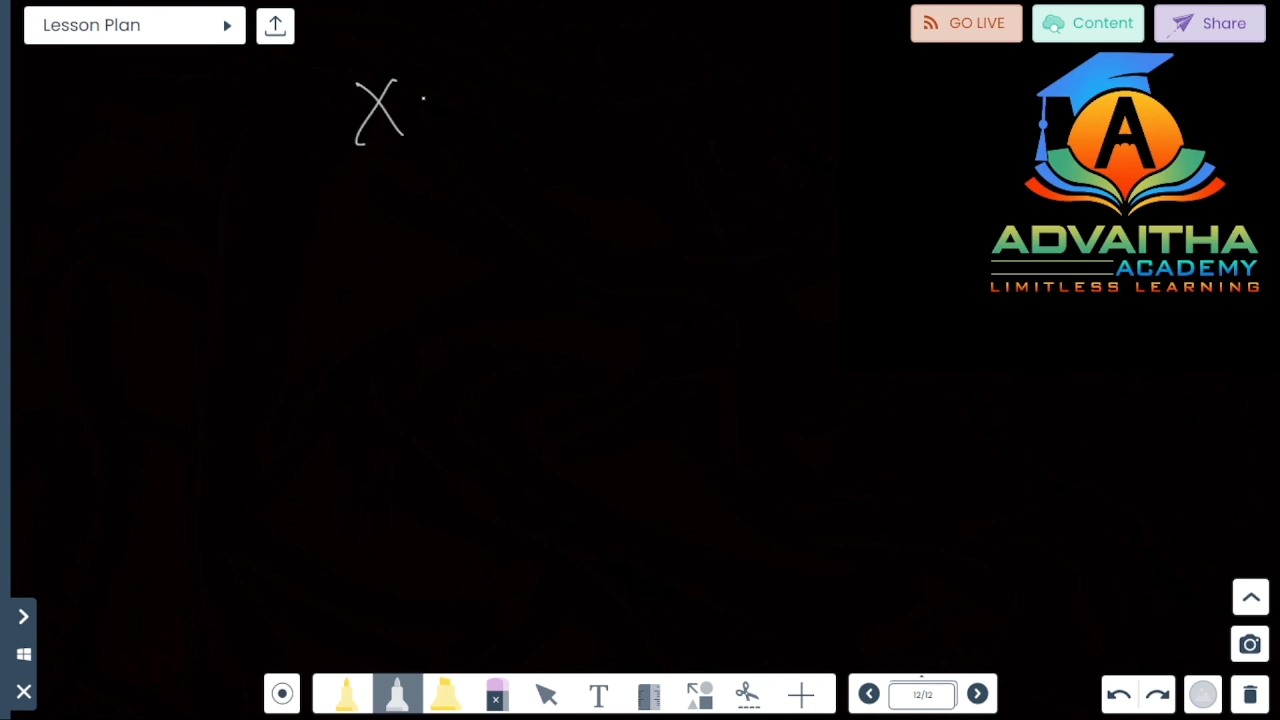 Lesson Plan
GO LIVE
Content
Share
X
A
ADVAITHA
ACADEMY
LIMITLESS LEARNING
T
12/12